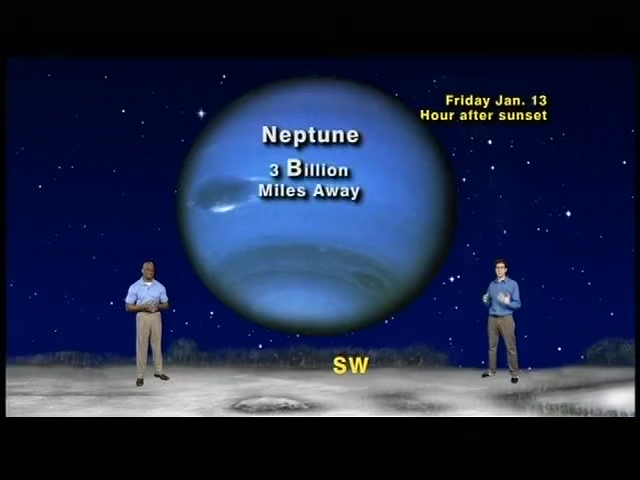 Friday Jan. 13
Hour after sunset
Neptune
3 Billion
Miles Away
SW